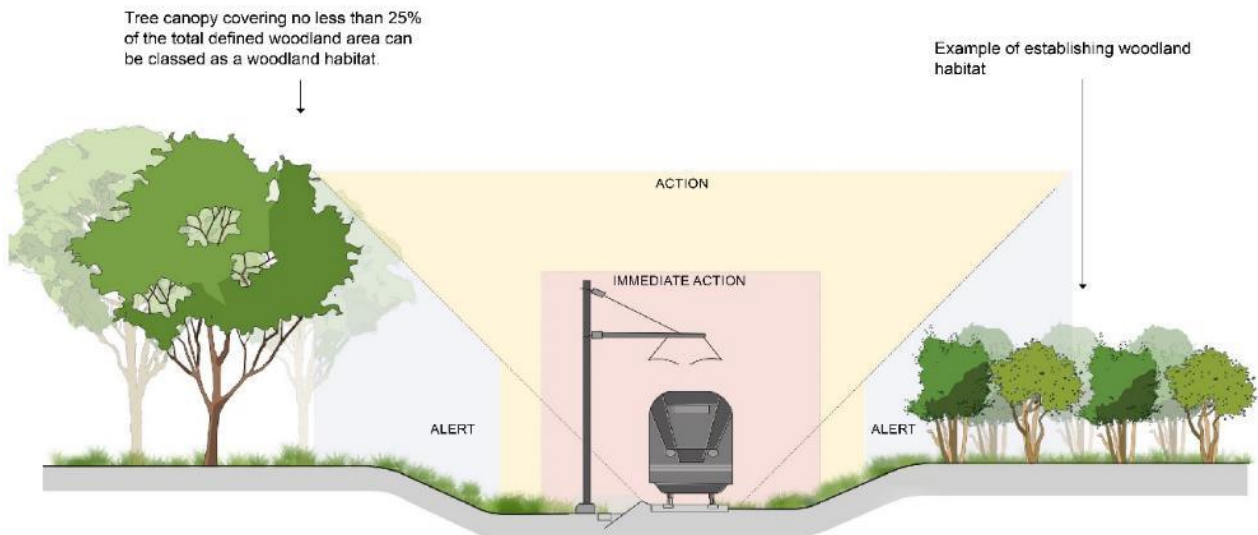 Tree canopy covering no less than 25%
of the total defined woodland area can
be classed as a woodland habitat.
Example of establishing woodland
habitat
ACTION
IMMEDIATE ACTION
ALERT
ALERT